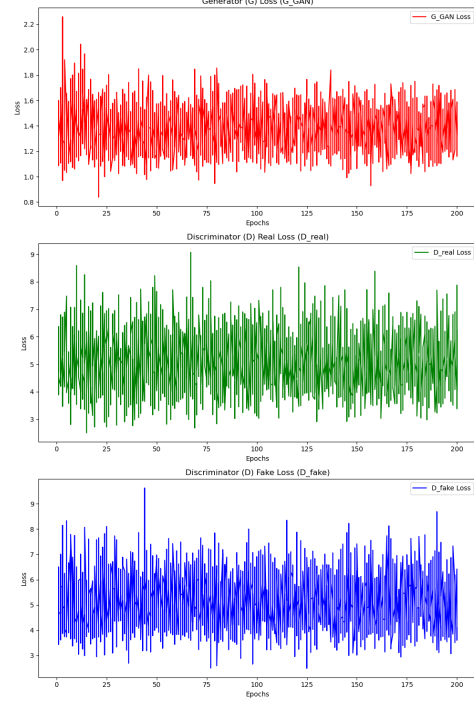 Generator (G) Loss (G_GAN)
G_GAN Loss
2.2
2.0
1.8
1.6
1.4
1.2
1.0
0.8
Loss
0 25 50 75 100 125 150 175 200
Epochs
Discriminator (D) Real Loss (D_real)
D_real Loss
9
8
7
6
5
4
3
Loss
0 25 50 75 100 125 150 175 200
Epochs
Discriminator (D) Fake Loss (D_fake)
D_fake Loss
9
8
7
6
5
4
3
Loss
0 25 50 75 100 125 150 175 200
Epochs